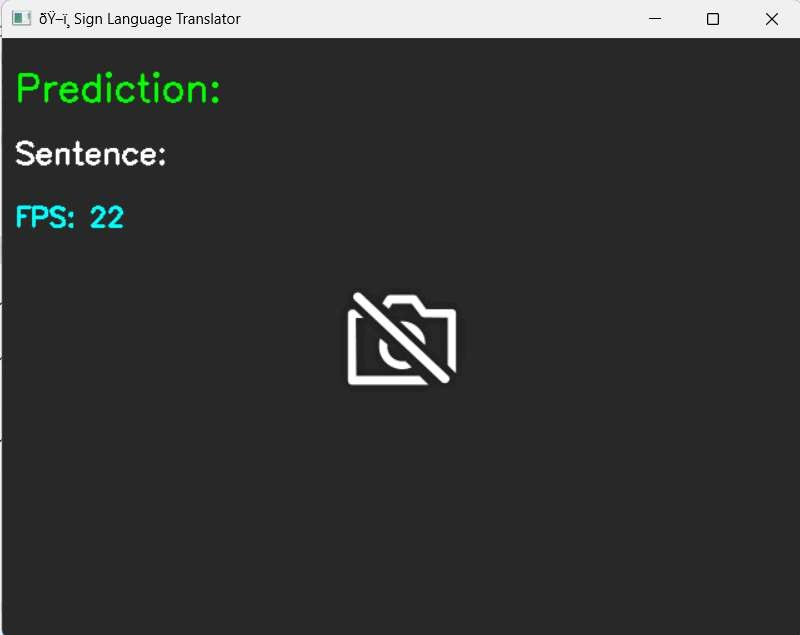 ðŸ–ï¸ Sign Language Translator
Prediction:
Sentence:
FPS: 22